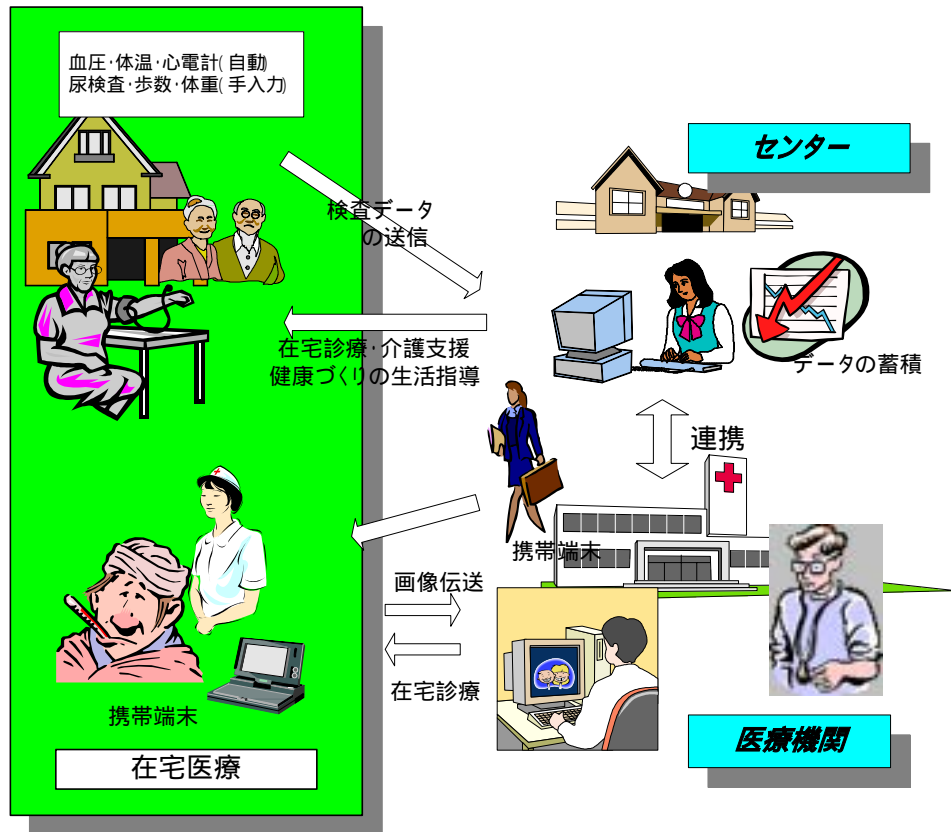 血圧・体温・心電計(自動)
尿検査・歩数・体重(手入力)
センター
検査データ
の送信
在宅診療・介護支援
健康づくりの生活指導
データの蓄積
連携
携帯端末
画像伝送
在宅診療
携帯端末
医療機関
在宅医療